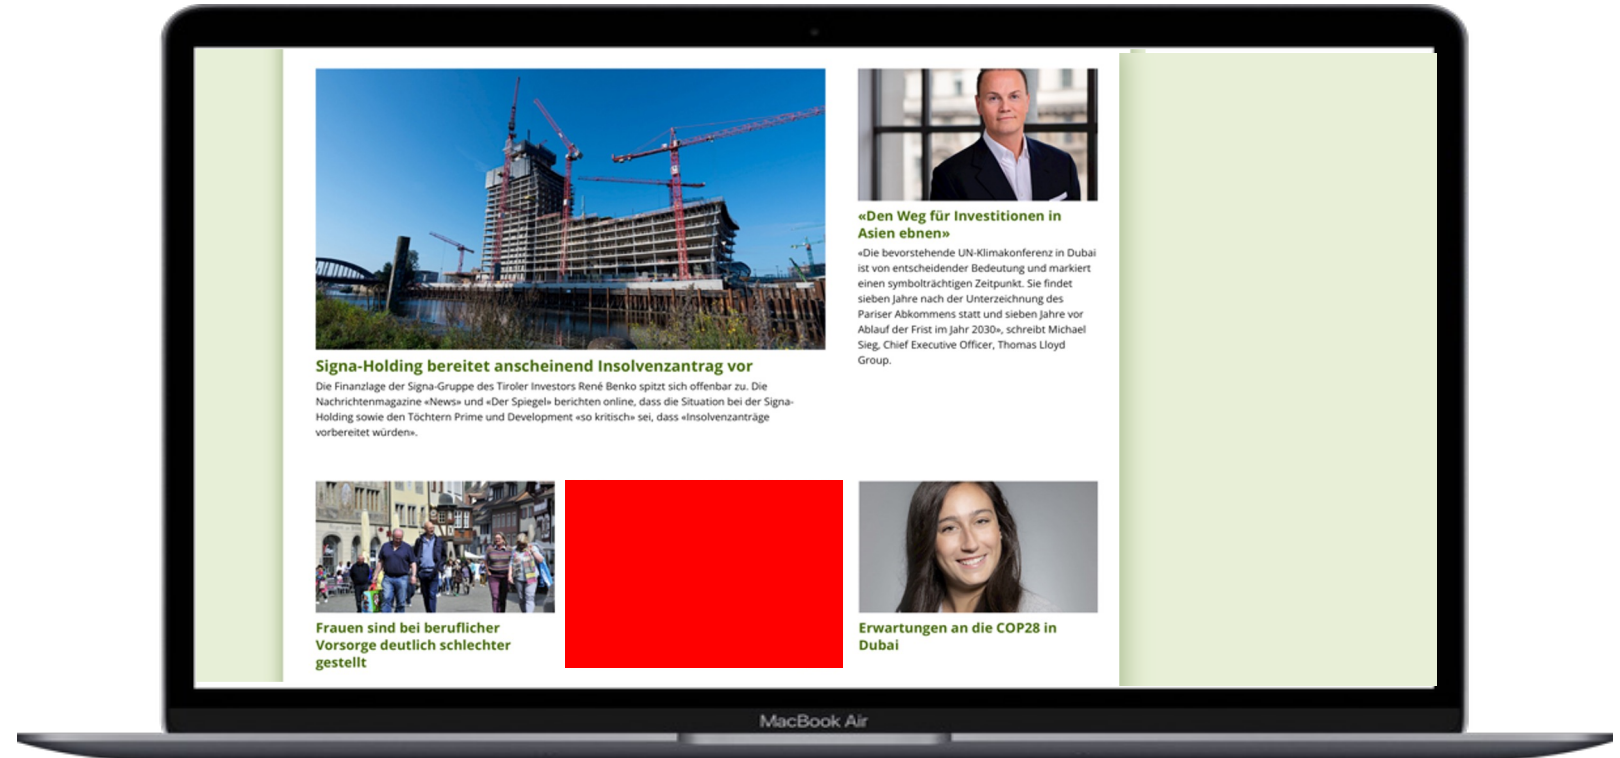 «Den Weg für Investitionen in
Asien ebnen»
«Die bevorstehende UN-Klimakonferenz in Dubai
ist von entscheidender Bedeutung und markiert
einen symbolträchtigen Zeitpunkt. Sie findet
sieben Jahre nach der Unterzeichnung des
Pariser Abkommens statt und sieben Jahre vor
Ablauf der Frist im Jahr 2030», schreibt Michael
Sieg, Chief Executive Officer, Thomas Lloyd
Group.
Signa-Holding bereitet anscheinend Insolvenzantrag vor
Die Finanzlage der Signa-Gruppe des Tiroler Investors René Benko spitzt sich offenbar zu. Die
Nachrichtenmagazine «News» und «Der Spiegel» berichten online, dass die Situation bei der Signa-
Holding sowie den Töchtern Prime und Development «so kritisch» sei, dass «Insolvenzanträge
vorbereitet würden».
Frauen sind bei beruflicher
Vorsorge deutlich schlechter
gestellt
Erwartungen an die COP28 in
Dubai
MacBook Air